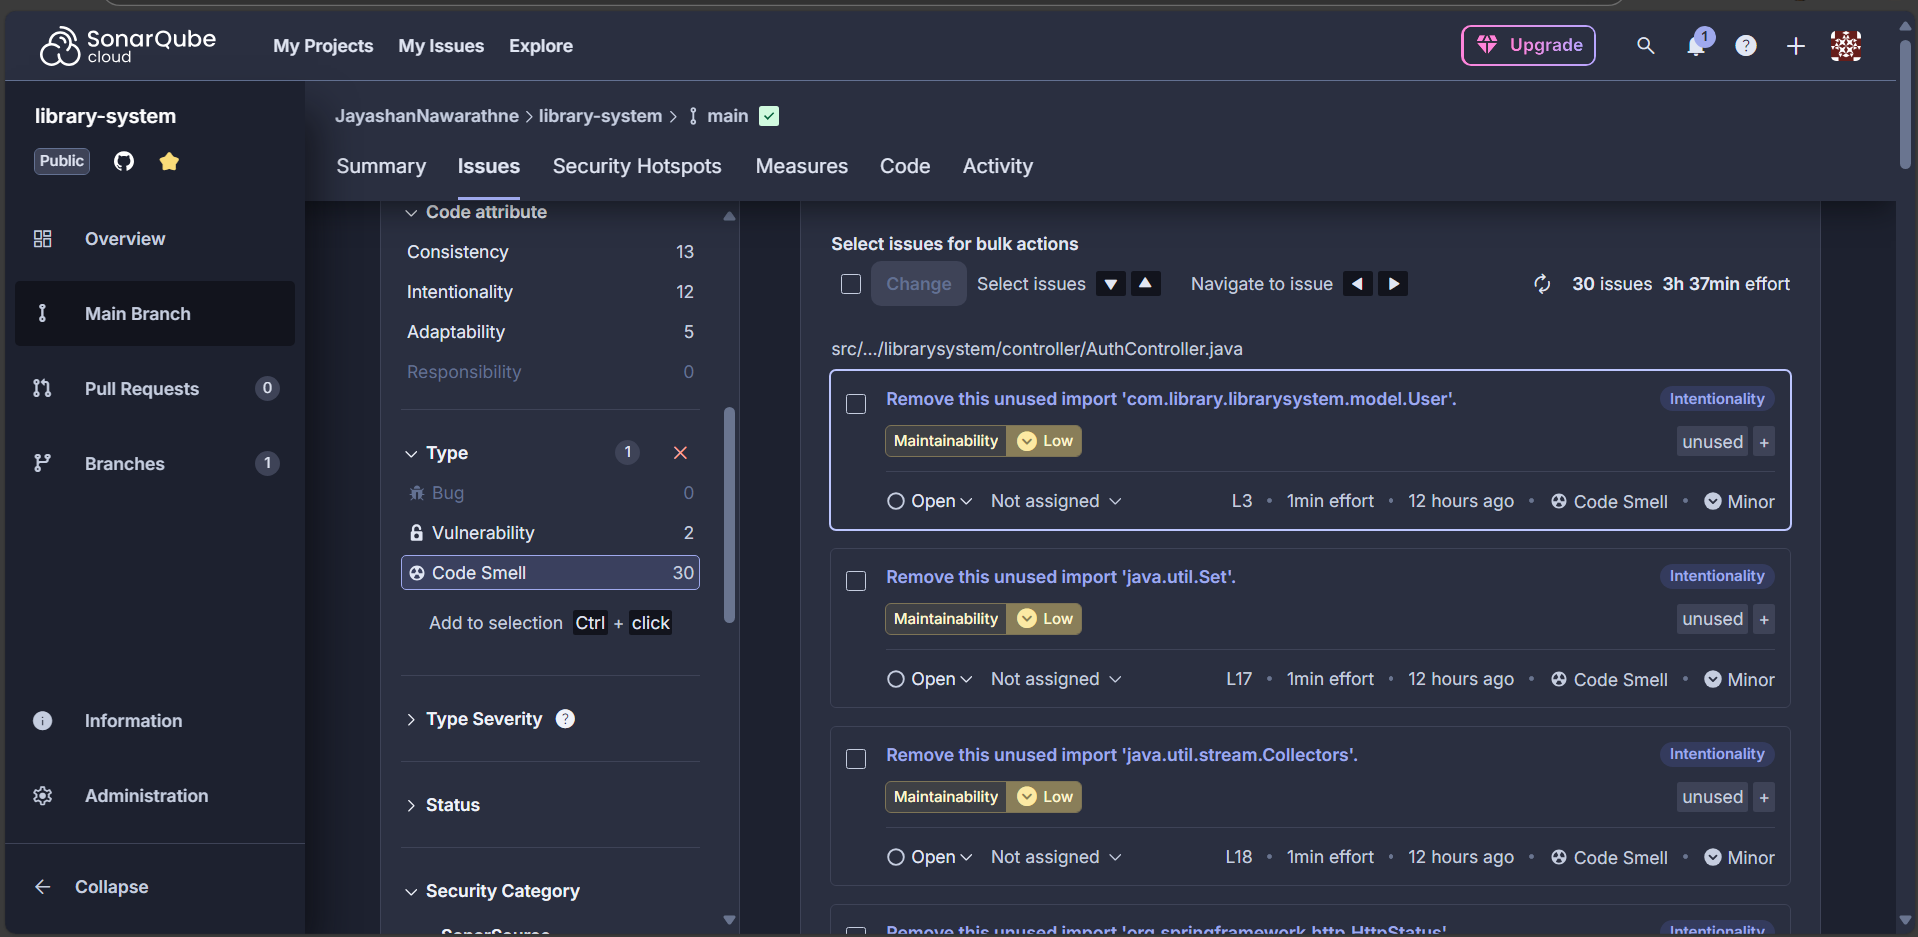 SonarQube cloud
My Projects My Issues Explore
Upgrade
1
?
library-system
Public
Overview
Main Branch
Pull Requests 0
Branches 1
Information
Administration
Collapse
JayashanNawarathne > library-system > main
Summary Issues Security Hotspots Measures Code Activity
Code attribute
Consistency 13
Intentionality 12
Adaptability 5
Responsibility 0
Type 1
Bug 0
Vulnerability 2
Code Smell 30
Add to selection Ctrl + click
Type Severity ?
Status
Security Category
SonarSource
Select issues for bulk actions
Change Select issues Navigate to issue 30 issues 3h 37min effort
src/.../librarysystem/controller/AuthController.java
Remove this unused import 'com.library.librarysystem.model.User'. Intentionality
Maintainability Low unused +
Open Not assigned L3 • 1min effort • 12 hours ago • Code Smell • Minor
Remove this unused import 'java.util.Set'. Intentionality
Maintainability Low unused +
Open Not assigned L17 • 1min effort • 12 hours ago • Code Smell • Minor
Remove this unused import 'java.util.stream.Collectors'. Intentionality
Maintainability Low unused +
Open Not assigned L18 • 1min effort • 12 hours ago • Code Smell • Minor
Remove this unused import 'org.springframework.http.HttpStatus'. Intentionality